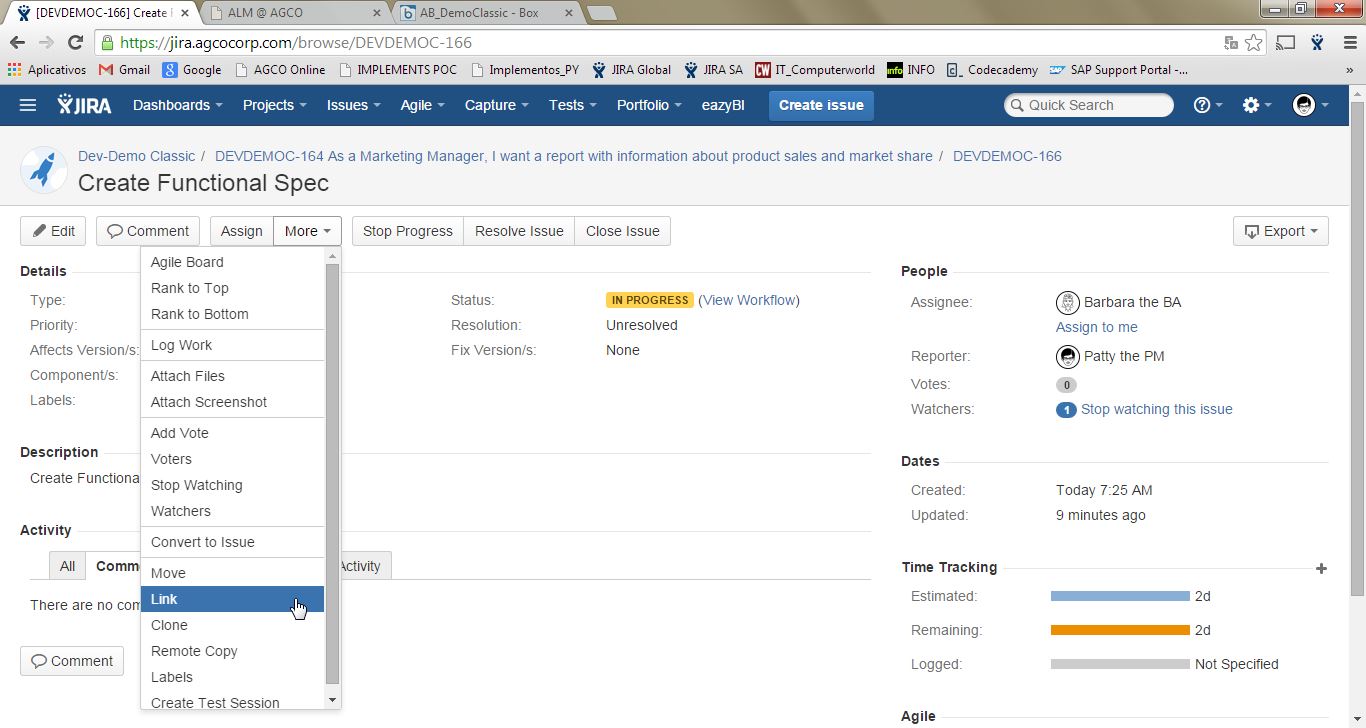 [DEVDEMOC-166] Create F
ALM @ AGCO
AB_DemoClassic - Box
https://jira.agcocorp.com/browse/DEVDEMOC-166
Aplicativos Gmail Google AGCO Online IMPLEMENTS POC Implementos_PY JIRA Global JIRA SA IT_Computerworld INFO Codecademy SAP Support Portal -... »
JIRA Dashboards Projects Issues Agile Capture Tests Portfolio eazyBI Create issue Quick Search
Dev-Demo Classic / DEVDEMOC-164 As a Marketing Manager, I want a report with information about product sales and market share / DEVDEMOC-166
Create Functional Spec
Edit Comment Assign More Stop Progress Resolve Issue Close Issue Export
Details
Type:
Priority:
Affects Version/s:
Component/s:
Labels:
Status: IN PROGRESS (View Workflow)
Resolution: Unresolved
Fix Version/s: None
Description
Create Functiona
Activity
All Comm Activity
There are no com
Comment
Agile Board
Rank to Top
Rank to Bottom
Log Work
Attach Files
Attach Screenshot
Add Vote
Voters
Stop Watching
Watchers
Convert to Issue
Move
Link
Clone
Remote Copy
Labels
Create Test Session
People
Assignee: Barbara the BA
Assign to me
Reporter: Patty the PM
Votes: 0
Watchers: 1 Stop watching this issue
Dates
Created: Today 7:25 AM
Updated: 9 minutes ago
Time Tracking
Estimated: 2d
Remaining: 2d
Logged: Not Specified
Agile